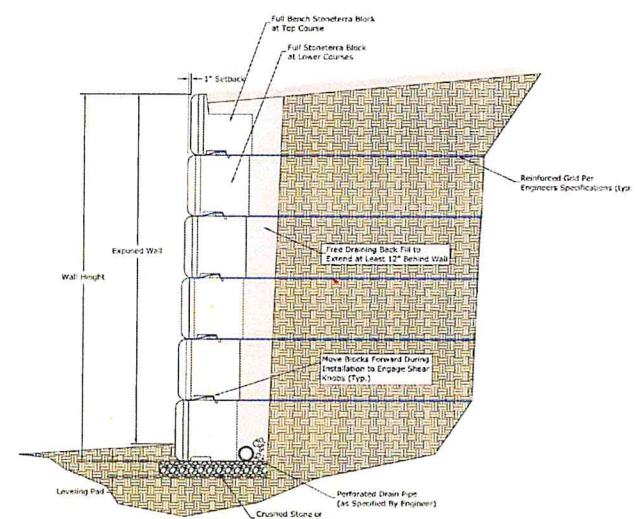 Full Bench Stoneterra Block
at Top Course
Full Stoneterra Block
at Lower Courses
1" Setback
Reinforced Grid Per
Engineers Specifications (typ.
Exposed Wall
Wall Height
Free Draining Back Fill to
Extend at Least 12" Behind Wall
Move Blocks Forward During
Installation to Engage Shear
Knobs (Typ.)
Leveling Pad
Perforated Drain Pipe
(as Specified By Engineer)
Crushed Stone or